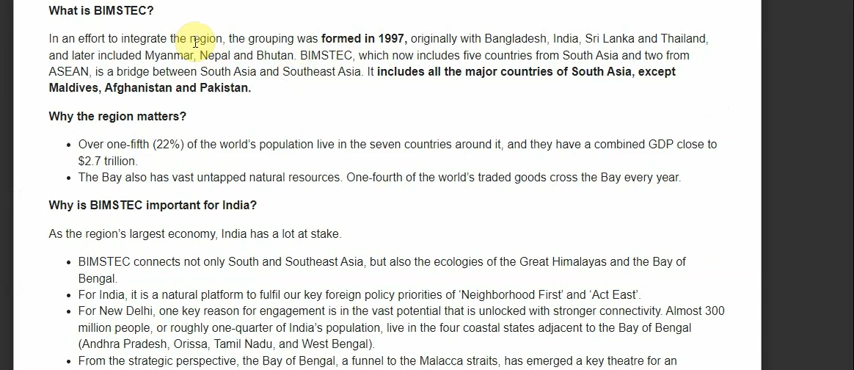 What is BIMSTEC?
In an effort to integrate the region, the grouping was formed in 1997, originally with Bangladesh, India, Sri Lanka and Thailand,
and later included Myanmar, Nepal and Bhutan. BIMSTEC, which now includes five countries from South Asia and two from
ASEAN, is a bridge between South Asia and Southeast Asia. It includes all the major countries of South Asia, except
Maldives, Afghanistan and Pakistan.
Why the region matters?
• Over one-fifth (22%) of the world's population live in the seven countries around it, and they have a combined GDP close to
$2.7 trillion.
• The Bay also has vast untapped natural resources. One-fourth of the world's traded goods cross the Bay every year.
Why is BIMSTEC important for India?
As the region's largest economy, India has a lot at stake.
• BIMSTEC connects not only South and Southeast Asia, but also the ecologies of the Great Himalayas and the Bay of
Bengal.
• For India, it is a natural platform to fulfil our key foreign policy priorities of 'Neighborhood First' and 'Act East'.
• For New Delhi, one key reason for engagement is in the vast potential that is unlocked with stronger connectivity. Almost 300
million people, or roughly one-quarter of India's population, live in the four coastal states adjacent to the Bay of Bengal
(Andhra Pradesh, Orissa, Tamil Nadu, and West Bengal).
• From the strategic perspective, the Bay of Bengal, a funnel to the Malacca straits, has emerged a key theatre for an